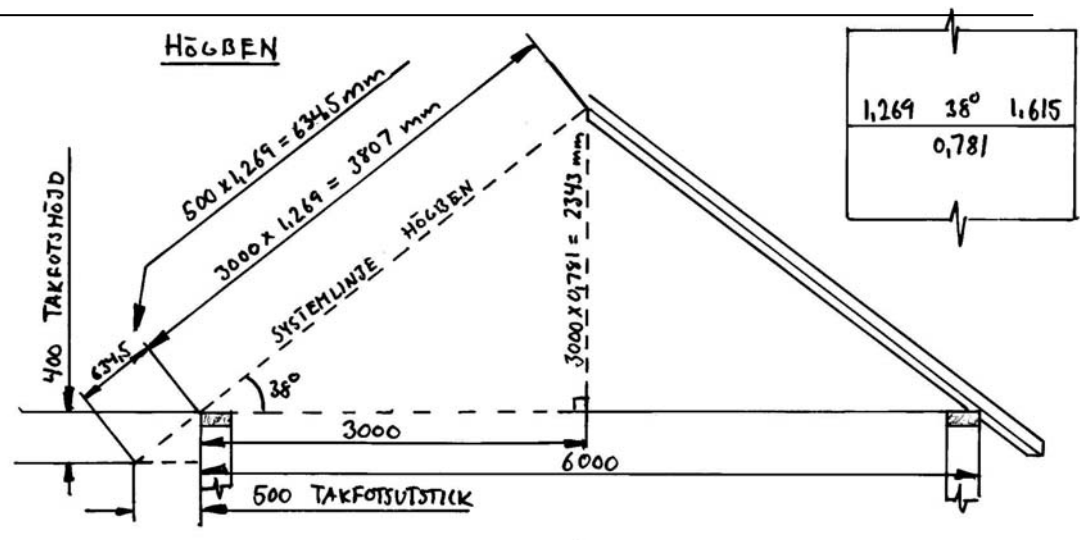 HÖGBEN
500 x 1,269 = 634,5 mm
3000 x 1,269 = 3807 mm
SYSTEMLINJE HÖGBEN
3000 x 0,781 = 2343 mm
1,269 38° 1,615
0,781
400 TAKFOTSHÖJD
634,5
38°
3000
6000
500 TAKFOTSUTSTICK